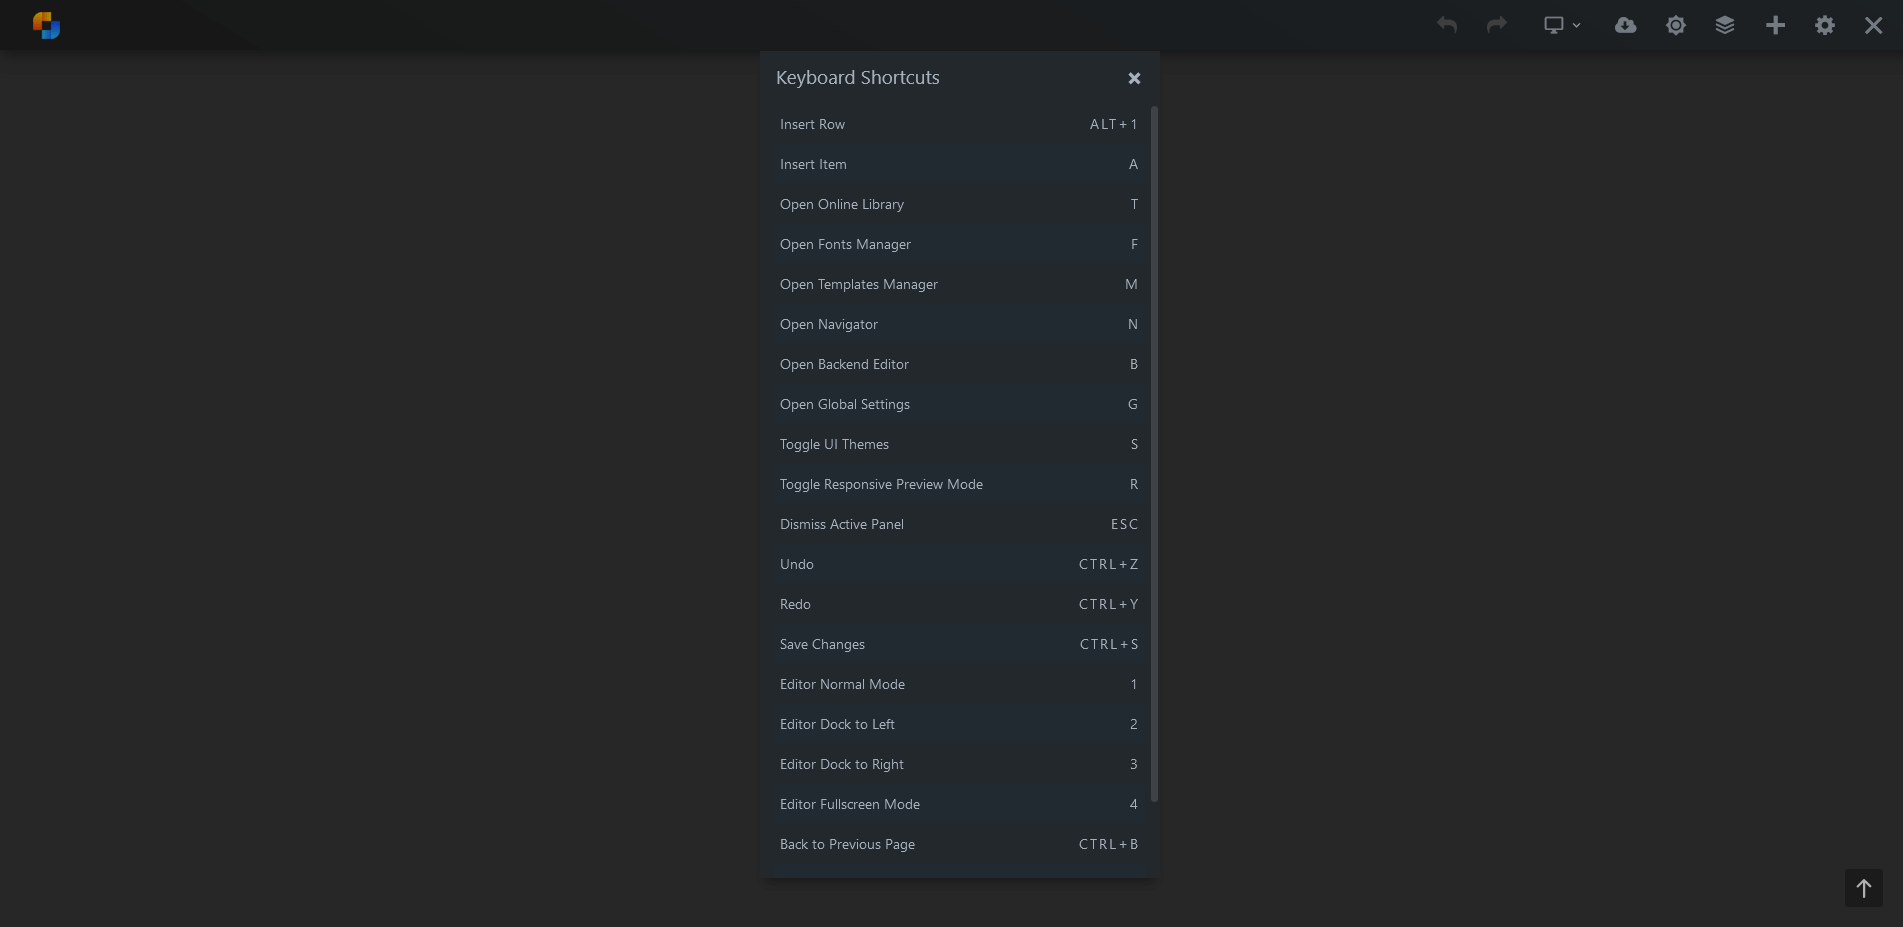 Keyboard Shortcuts
Insert Row ALT+1
Insert Item A
Open Online Library T
Open Fonts Manager F
Open Templates Manager M
Open Navigator N
Open Backend Editor B
Open Global Settings G
Toggle UI Themes S
Toggle Responsive Preview Mode R
Dismiss Active Panel ESC
Undo CTRL+Z
Redo CTRL+Y
Save Changes CTRL+S
Editor Normal Mode 1
Editor Dock to Left 2
Editor Dock to Right 3
Editor Fullscreen Mode 4
Back to Previous Page CTRL+B